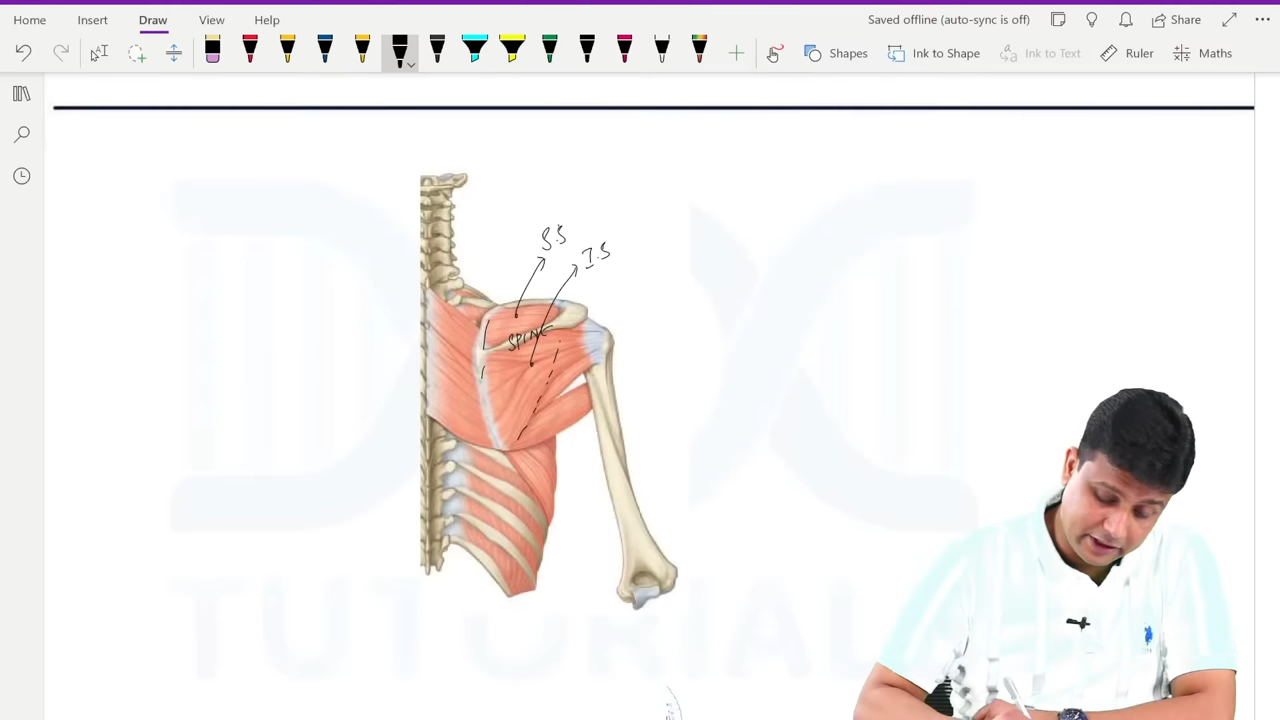 Home Insert Draw View Help Saved offline (auto-sync is off) Share
Shapes Ink to Shape Ink to Text Ruler Maths
S.S
I.S
SPINE
TUTORIAL